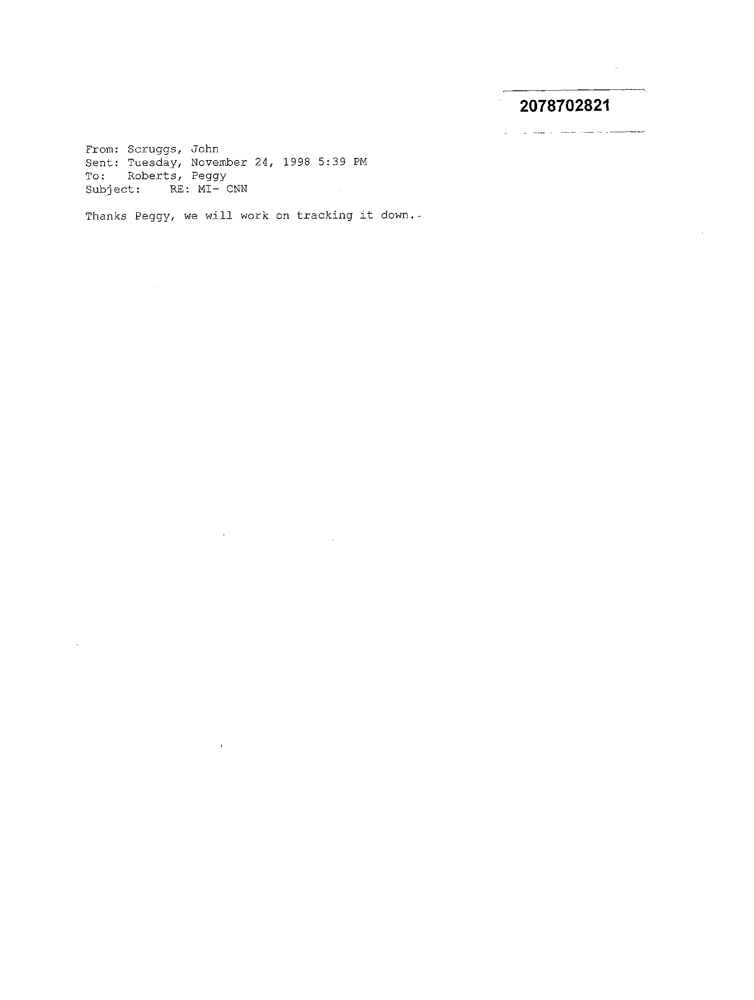 2078702821
From: Scruggs, John
Sent: Tuesday, November 24, 1998 5:39 PM
To: Roberts, Peggy
Subject: RE: MI- CNN
Thanks Peggy, we will work on tracking it down.-